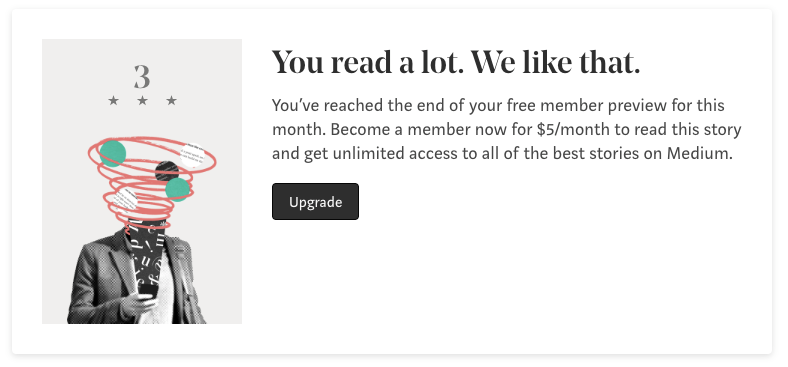 3
★ ★ ★
You read a lot. We like that.
You’ve reached the end of your free member preview for this
month. Become a member now for $5/month to read this story
and get unlimited access to all of the best stories on Medium.
Upgrade